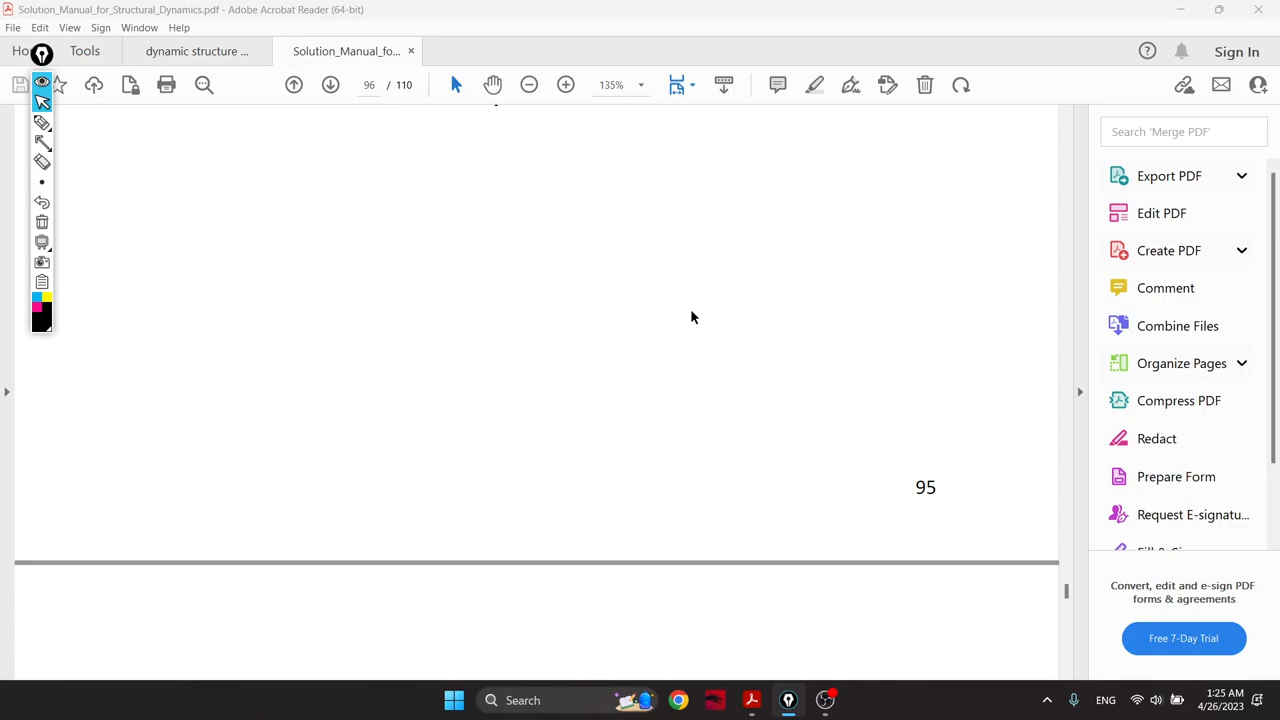 Solution_Manual_for_Structural_Dynamics.pdf - Adobe Acrobat Reader (64-bit)
File Edit View Sign Window Help
Tools dynamic structure ... Solution_Manual_fo... × Sign In
96 / 110 135%
Search 'Merge PDF'
Export PDF
Edit PDF
Create PDF
Comment
Combine Files
Organize Pages
Compress PDF
Redact
Prepare Form
Request E-signatu...
95
Convert, edit and e-sign PDF
forms & agreements
Free 7-Day Trial
Search ENG 1:25 AM
4/26/2023